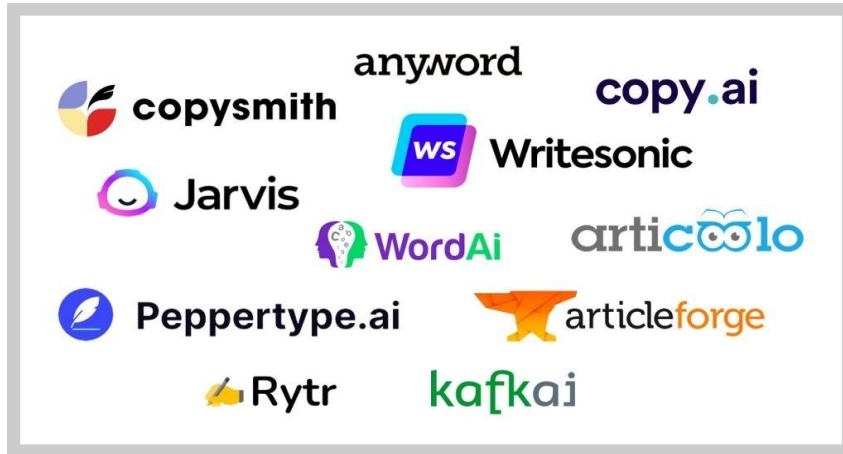 anyword
copysmith
copy.ai
WS Writesonic
Jarvis
WordAi
articoolo
Peppertype.ai
articleforge
Rytr
kafkai